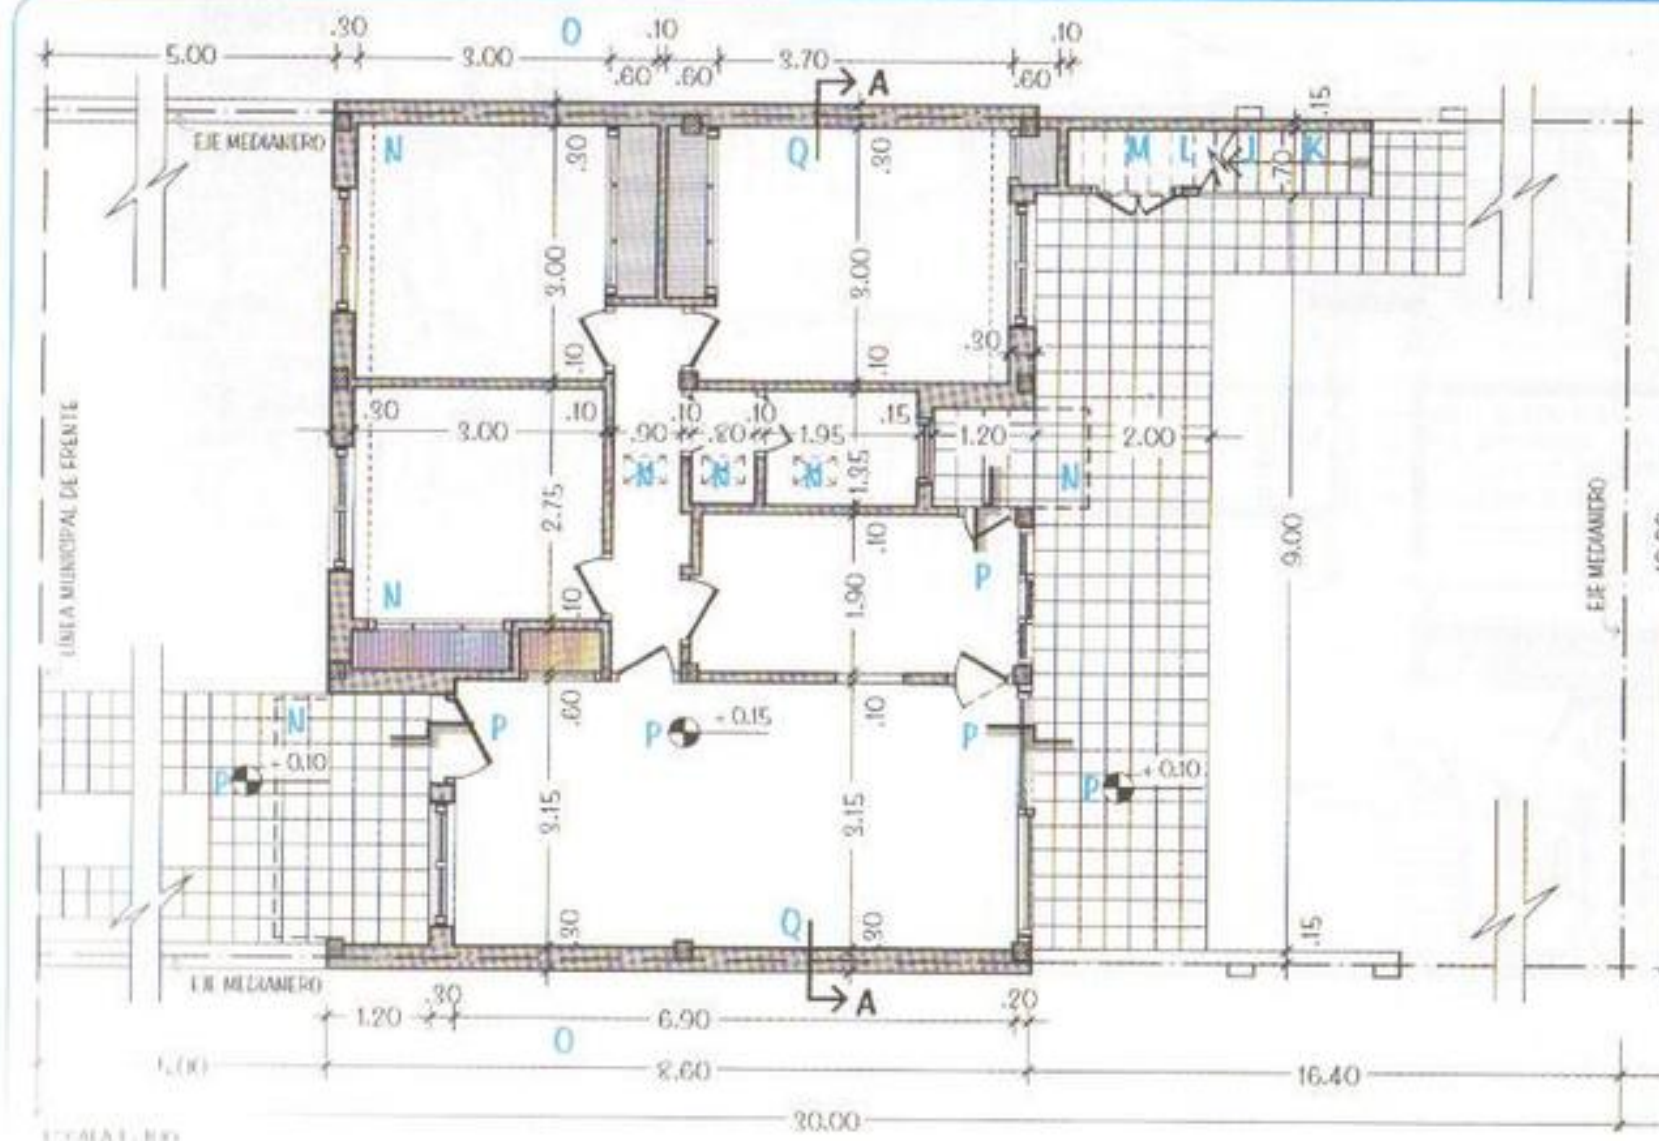 .30 O .10 .10
5.00 3.00 3.70
.60 .60 .60
A
.15
EJE MEDIANERO N .30 Q .30 M L J K
.70
3.00 3.00
.30
.10 .10
.30 .10 .10 .10 .15
3.00 .90 .80 1.95 1.20 2.00
N N N 1.35 N
2.75
.10
9.00
LÍNEA MUNICIPAL DE FRENTE
EJE MEDIANERO
P
N .10 1.90
.60 .10
N P P + 0.15 P
P + 0.10 P + 0.10
3.15 3.15
.30 Q .30 .15
EJE MEDIANERO A
.30 .20
1.20 6.90
O
8.60 16.40
30.00